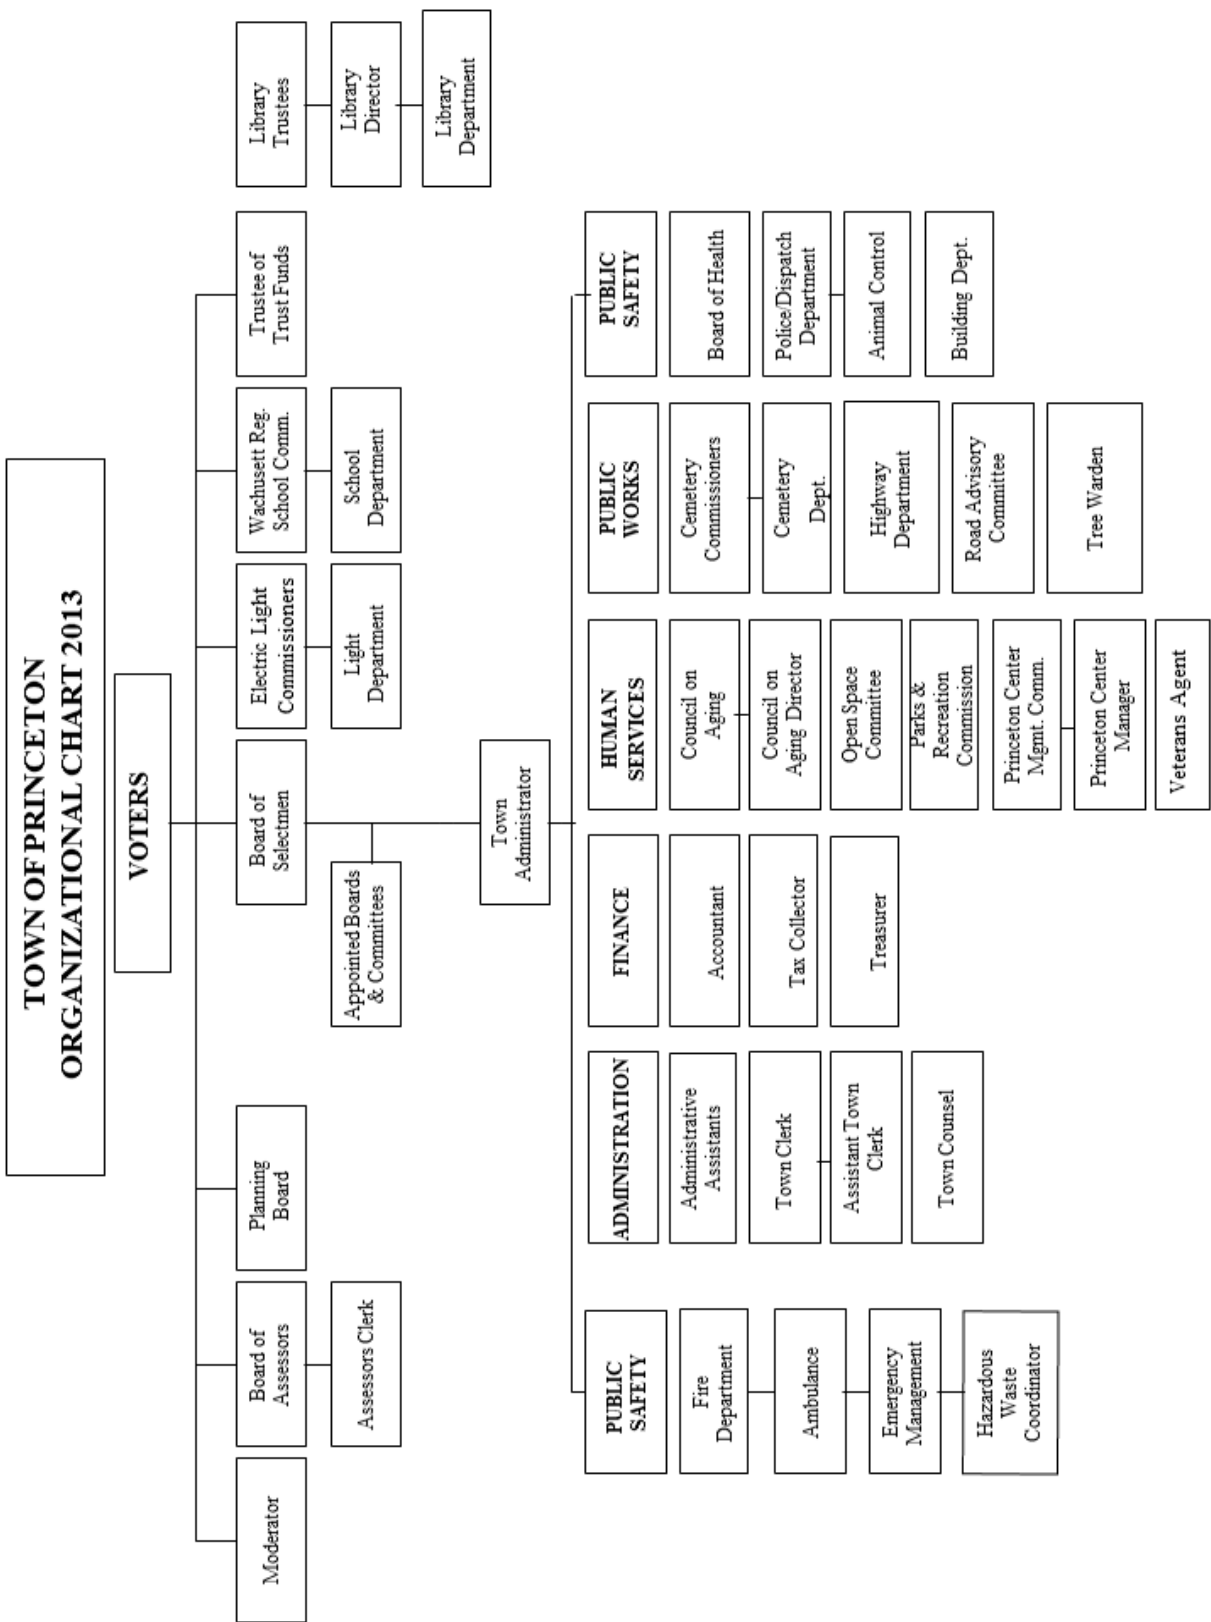 TOWN OF PRINCETON
ORGANIZATIONAL CHART 2013
VOTERS
Moderator
Board of
Assessors
Planning
Board
Board of
Selectmen
Electric Light
Commissioners
Wachusett Reg.
School Comm.
Trustee of
Trust Funds
Library
Trustees
Assessors Clerk
Appointed Boards
& Committees
Light
Department
School
Department
Library
Director
Library
Department
Town
Administrator
PUBLIC
SAFETY
Fire
Department
Ambulance
Emergency
Management
Hazardous
Waste
Coordinator
ADMINISTRATION
Administrative
Assistants
Town Clerk
Assistant Town
Clerk
Town Counsel
FINANCE
Accountant
Tax Collector
Treasurer
HUMAN
SERVICES
Council on
Aging
Council on
Aging Director
Open Space
Committee
Parks &
Recreation
Commission
Princeton Center
Mgmt. Comm.
Princeton Center
Manager
Veterans Agent
PUBLIC
WORKS
Cemetery
Commissioners
Cemetery
Dept.
Highway
Department
Road Advisory
Committee
Tree Warden
PUBLIC
SAFETY
Board of Health
Police/Dispatch
Department
Animal Control
Building Dept.